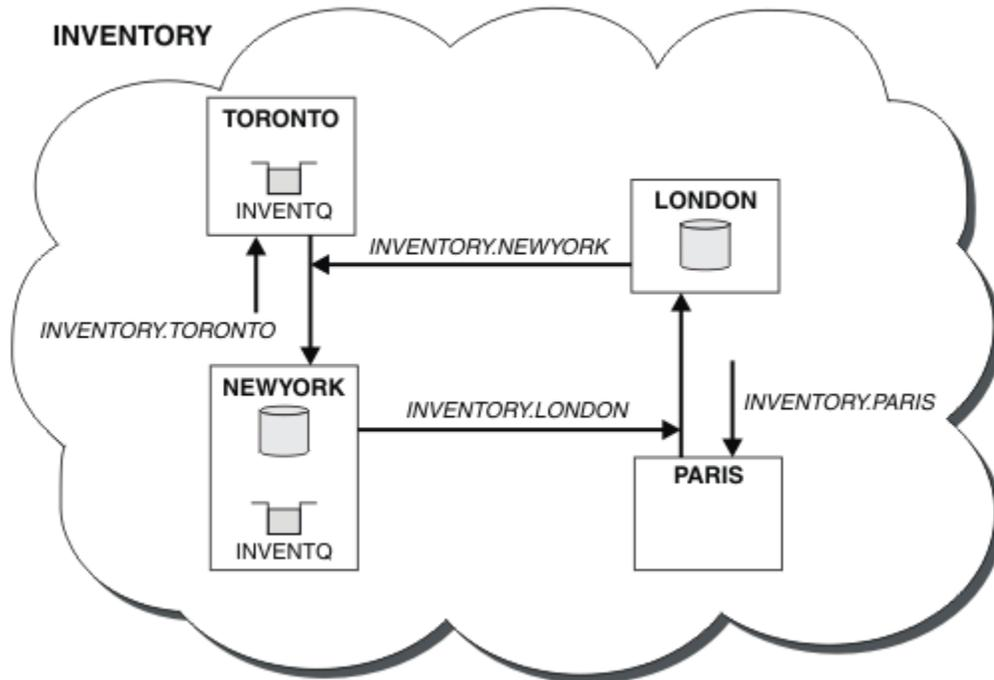 INVENTORY
TORONTO
INVENTQ
LONDON
INVENTORY.NEWYORK
INVENTORY.TORONTO
NEWYORK
INVENTORY.LONDON
INVENTORY.PARIS
PARIS
INVENTQ